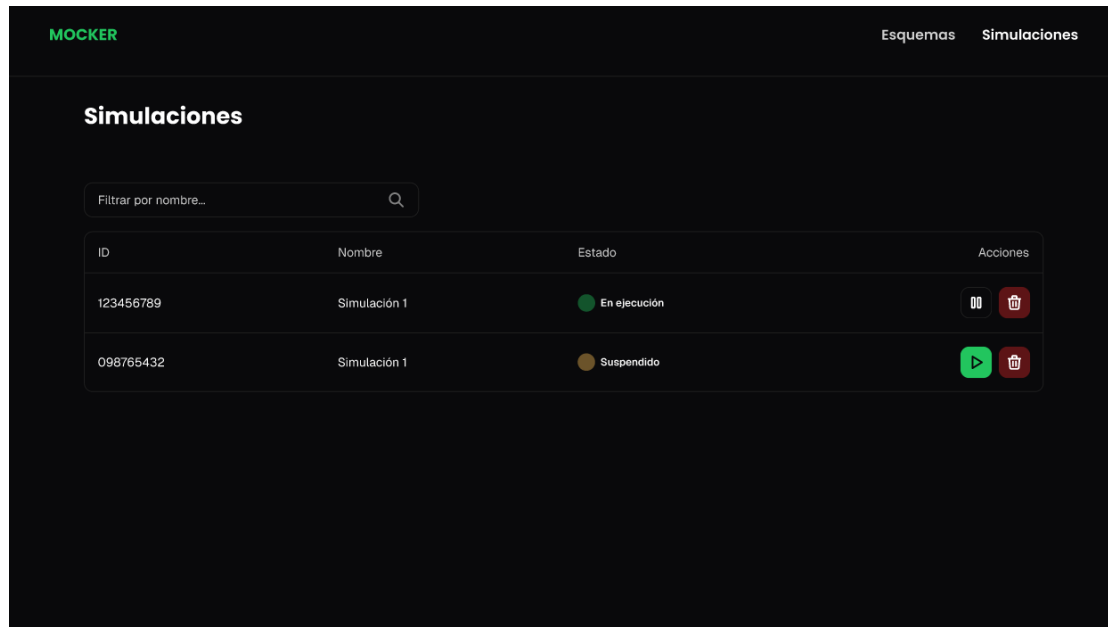 MOCKER Esquemas Simulaciones
Simulaciones
Filtrar por nombre...
ID Nombre Estado Acciones
123456789 Simulación 1 En ejecución
098765432 Simulación 1 Suspendido